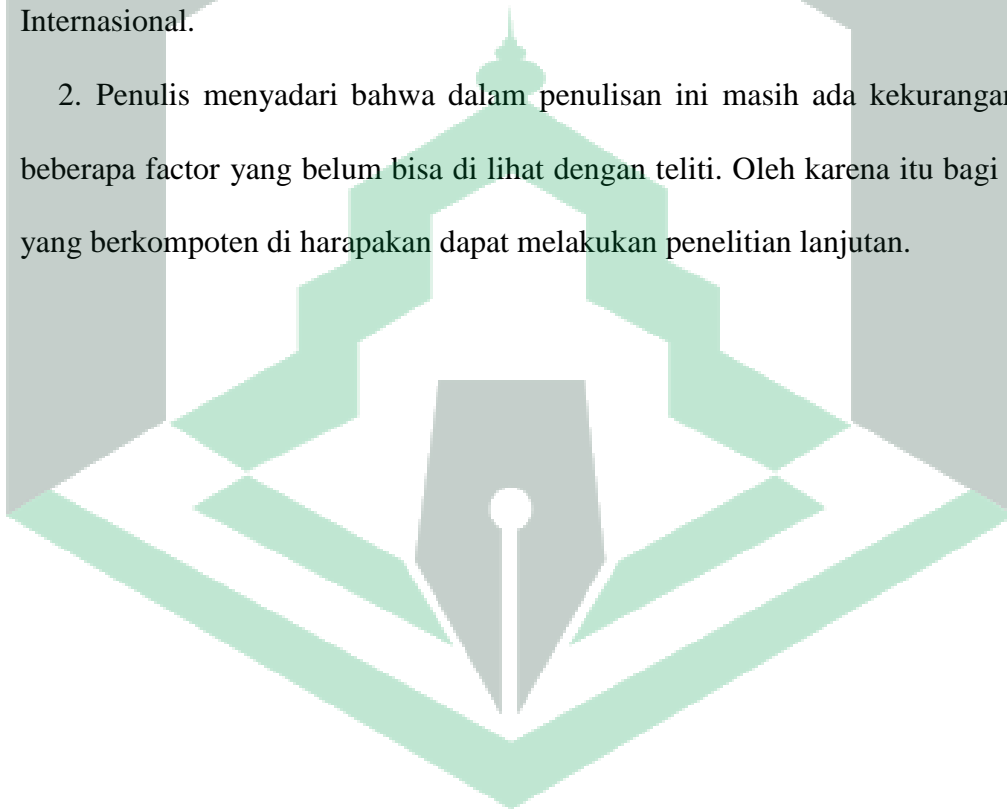 Internasional.
2. Penulis menyadari bahwa dalam penulisan ini masih ada kekurangan
beberapa factor yang belum bisa di lihat dengan teliti. Oleh karena itu bagi
yang berkompoten di harapakan dapat melakukan penelitian lanjutan.